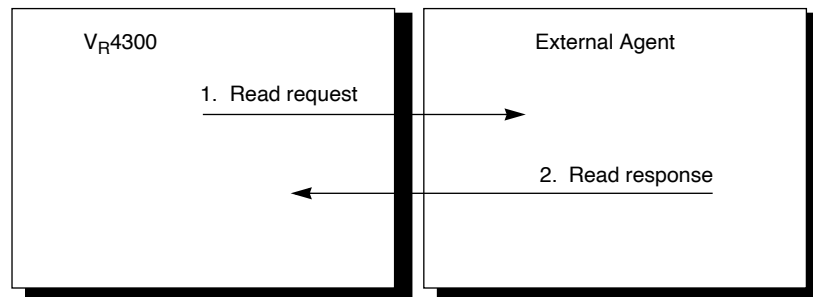 VR4300
External Agent
1. Read request
2. Read response